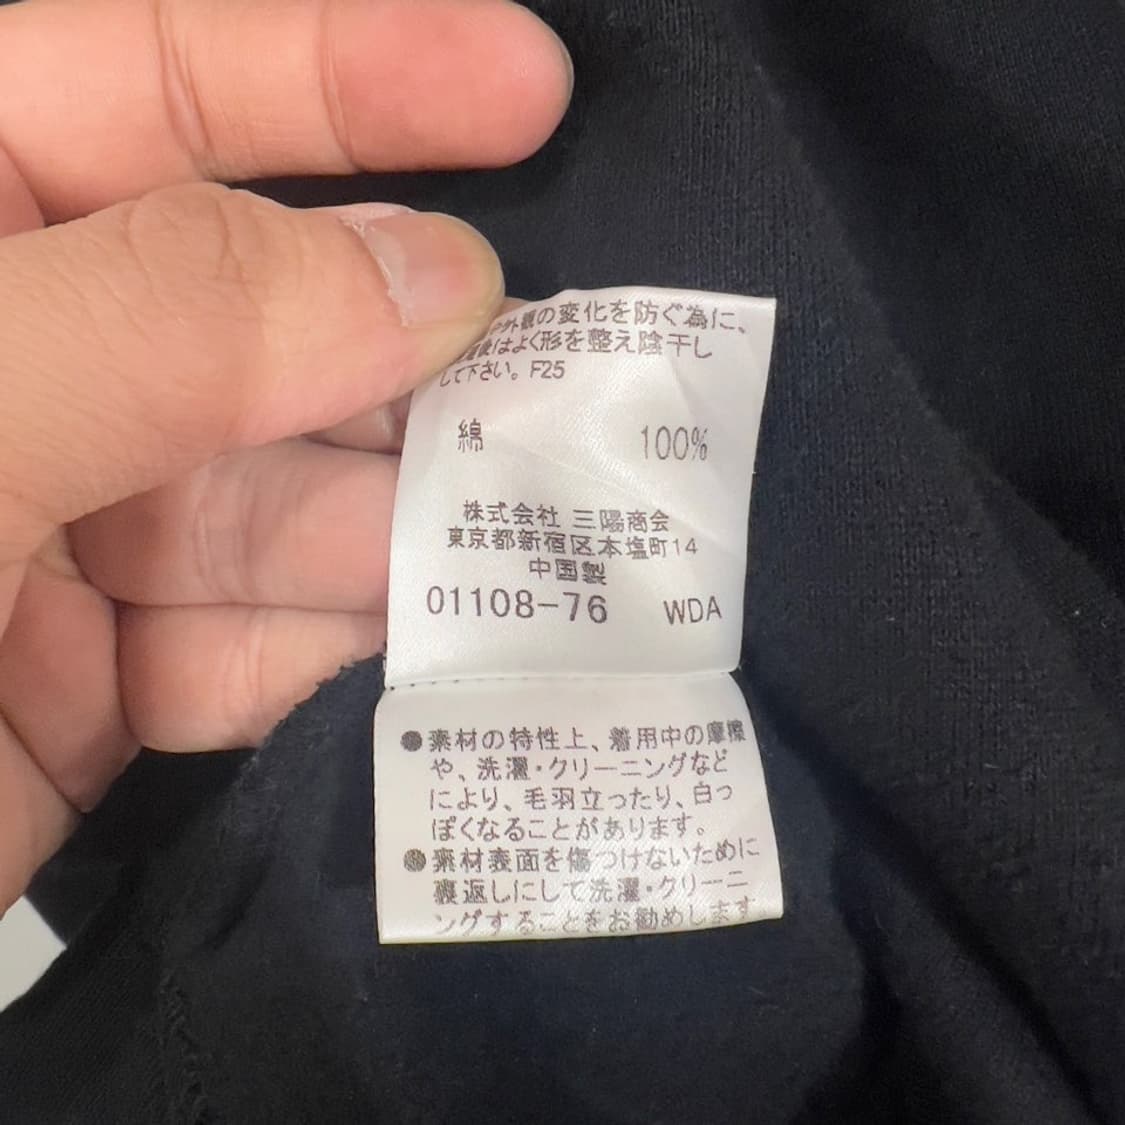 や外観の変化を防ぐ為に、
濯後はよく形を整え陰干し
して下さい。F25
綿 100%
株式会社 三陽商会
東京都新宿区本塩町14
中国製
01108-76 WDA
●素材の特性上、着用中の摩擦
や、洗濯・クリーニングなど
により、毛羽立ったり、白っ
ぽくなることがあります。
●素材表面を傷つけないために
裏返しにして洗濯・クリーニ
ングすることをお勧めします